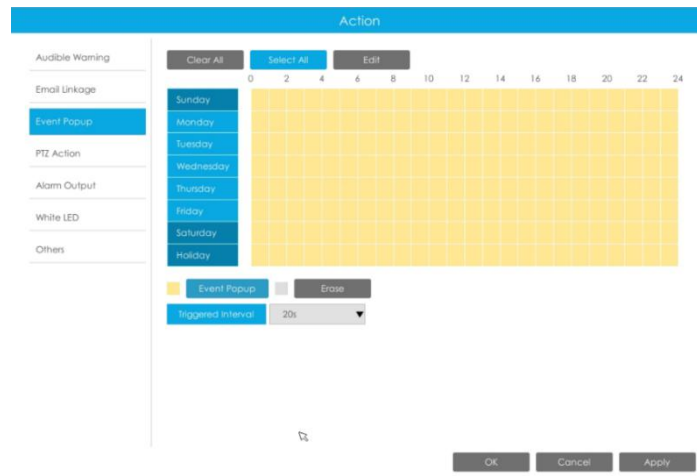 Action
Audible Warning
Email Linkage
Event Popup
PTZ Action
Alarm Output
White LED
Others
Clear All Select All Edit
0 2 4 6 8 10 12 14 16 18 20 22 24
Sunday
Monday
Tuesday
Wednesday
Thursday
Friday
Saturday
Holiday
Event Popup Erase
Triggered Interval 20s
OK Cancel Apply